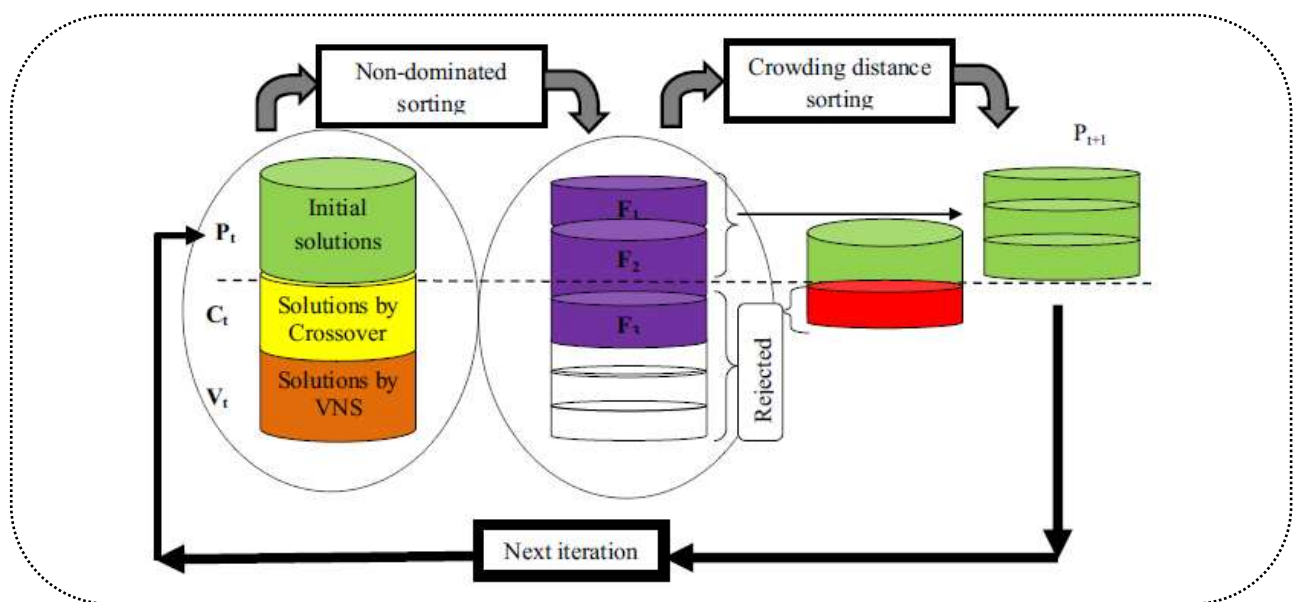 Non-dominated
sorting
Crowding distance
sorting
Pt+1
Initial
solutions
Pt
F1
F2
Solutions by
Crossover
Ct
F3
Solutions by
VNS
Vt
Rejected
Next iteration